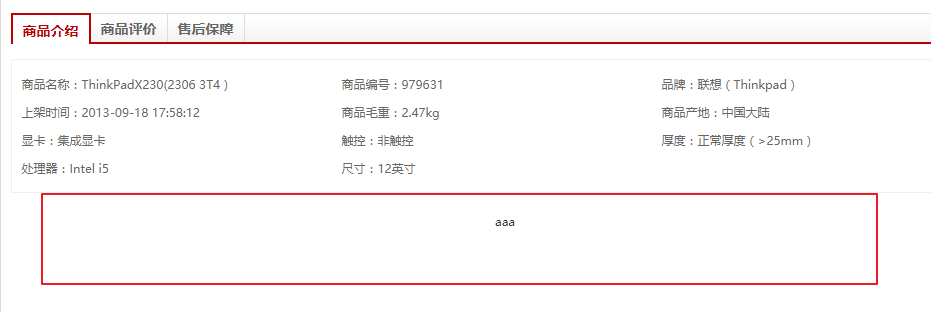 商品介绍 商品评价 售后保障
商品名称：ThinkPadX230(2306 3T4） 商品编号：979631 品牌：联想（Thinkpad）
上架时间：2013-09-18 17:58:12 商品毛重：2.47kg 商品产地：中国大陆
显卡：集成显卡 触控：非触控 厚度：正常厚度（>25mm）
处理器：Intel i5 尺寸：12英寸
aaa